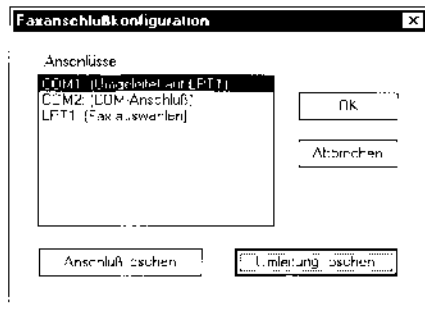 Faxanschlußkonfiguration
Anschlüsse
COM1: (Umgeleitet auf LPT1)
COM2: (COM-Anschluß)
LPT1: (Fax auswählen)
OK
Abbrechen
Anschluß löschen
Umleitung löschen